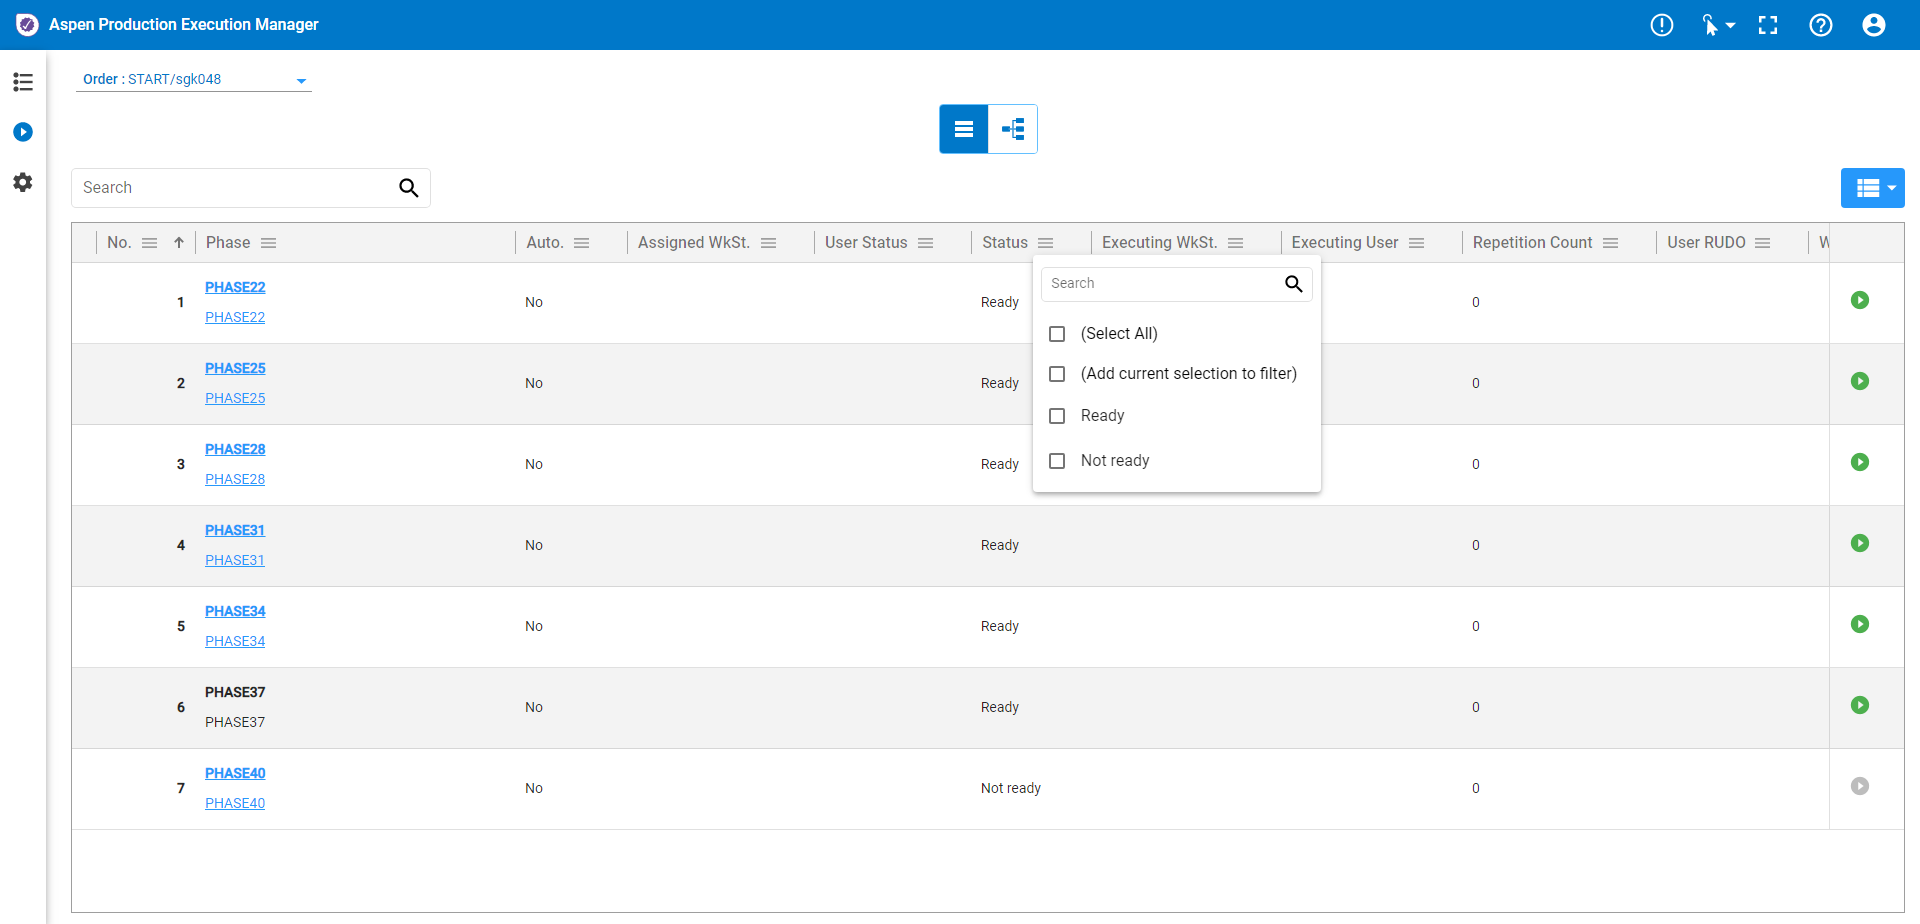 Aspen Production Execution Manager
Order : START/sgk048
Search
No. Phase Auto. Assigned WkSt. User Status Status Executing WkSt. Executing User Repetition Count User RUDO W
Search
(Select All)
(Add current selection to filter)
Ready
Not ready
1 PHASE22 No Ready 0
PHASE22
2 PHASE25 No Ready 0
PHASE25
3 PHASE28 No Ready 0
PHASE28
4 PHASE31 No Ready 0
PHASE31
5 PHASE34 No Ready 0
PHASE34
6 PHASE37 No Ready 0
PHASE37
7 PHASE40 No Not ready 0
PHASE40